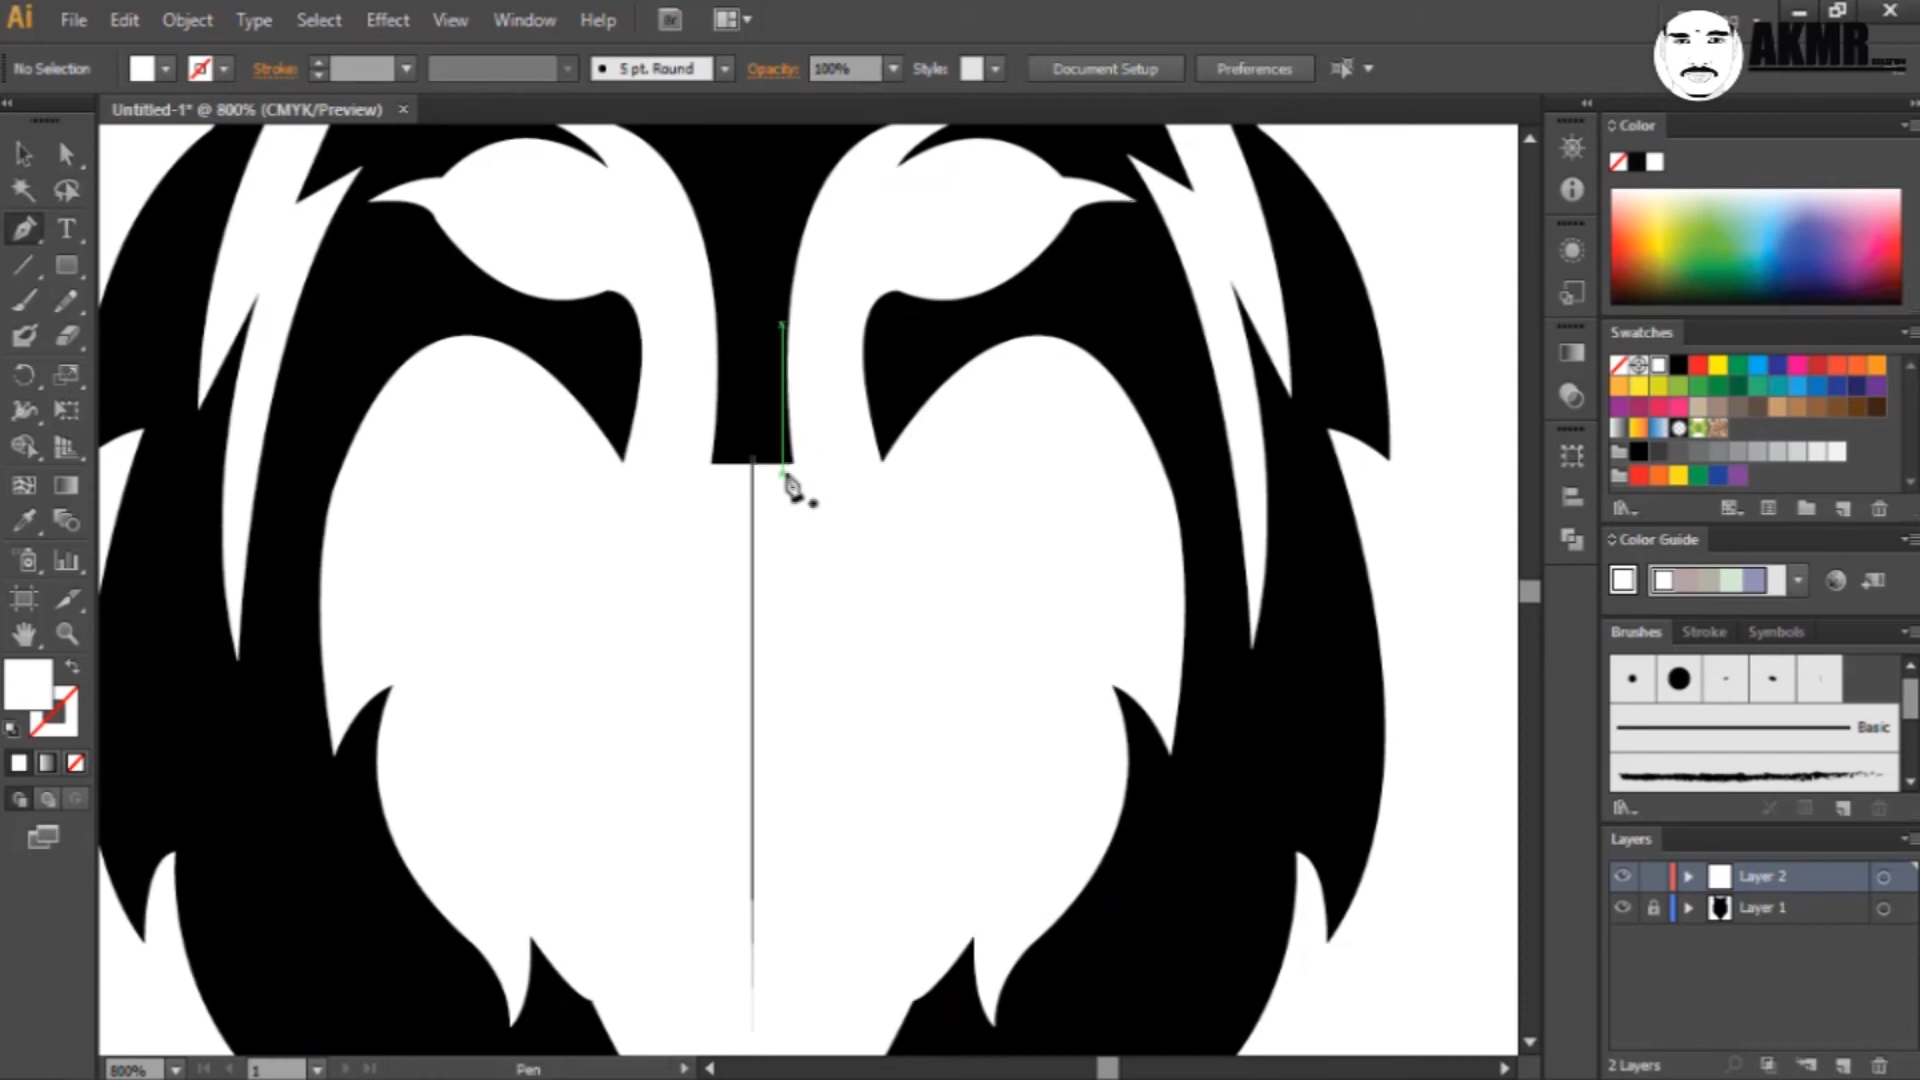 Ai File Edit Object Type Select Effect View Window Help Br
AKMR
No Selection Stroke: 5 pt. Round Opacity: 100% Style: Document Setup Preferences
Untitled-1* @ 800% (CMYK/Preview) ×
Color
Swatches
Color Guide
Brushes Stroke Symbols
Basic
Layers
Layer 2
Layer 1
2 Layers
800% 1 Pen